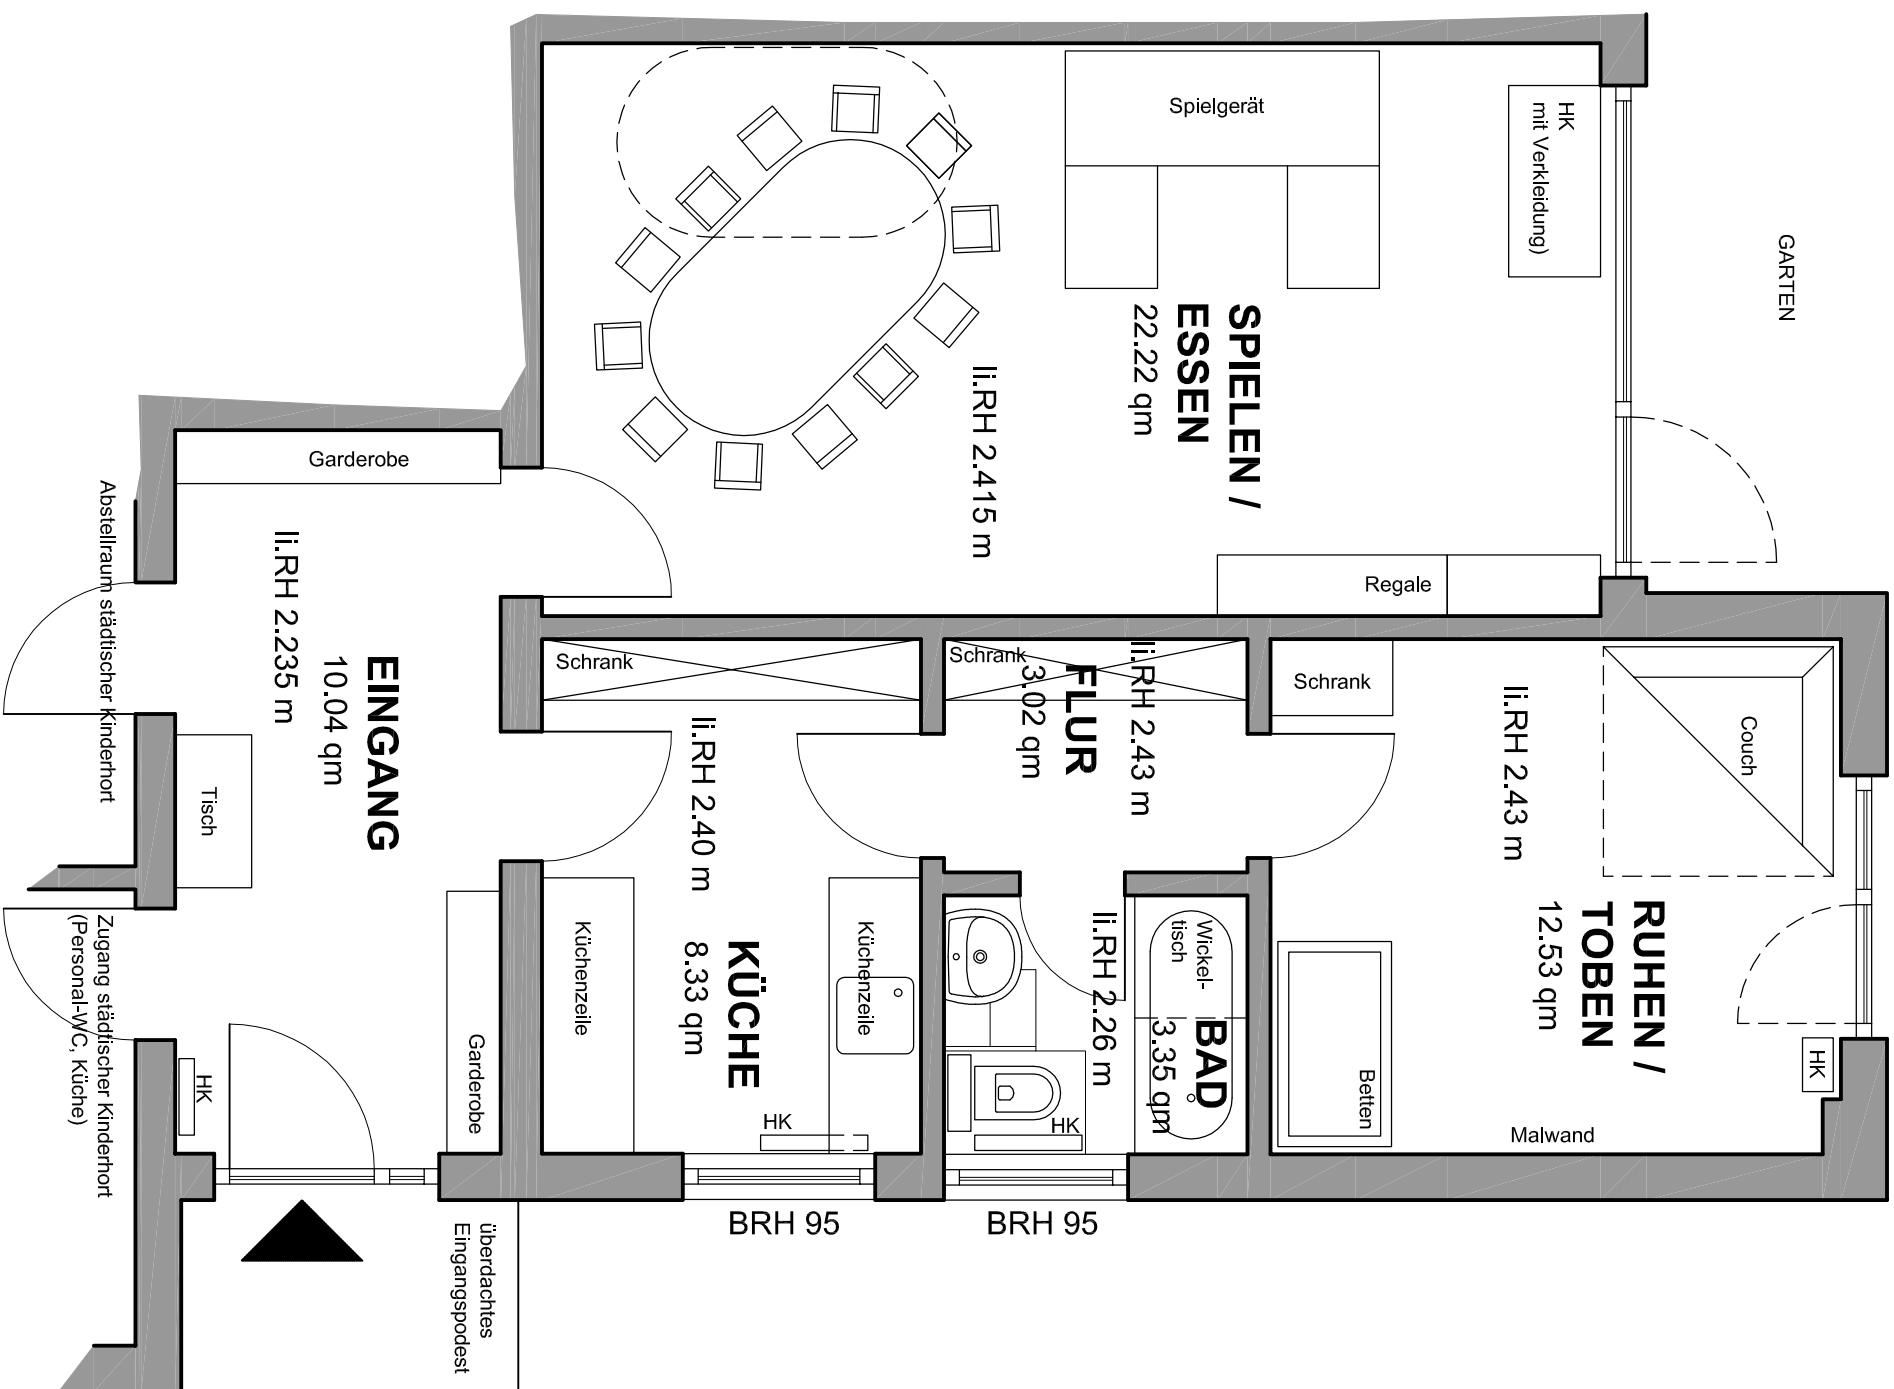 Spielgerät
HK
mit Verkleidung)
GARTEN
SPIELEN /
ESSEN
22.22 qm
li.RH 2.415 m
Regale
Garderobe
Abstellraum städtischer Kinderhort
li.RH 2.235 m
EINGANG
10.04 qm
Tisch
Zugang städtischer Kinderhort
(Personal-WC, Küche)
HK
Garderobe
überdachtes
Eingangspodest
Schrank
li.RH 2.40 m
KÜCHE
8.33 qm
Küchenzeile
Küchenzeile
HK
BRH 95
Schrank
li.RH 2.43 m
FLUR
3.02 qm
Wickel-
tisch
li.RH 2.26 m
BAD
3.35 qm
HK
BRH 95
Schrank
Couch
li.RH 2.43 m
RUHEN /
TOBEN
12.53 qm
HK
Betten
Malwand